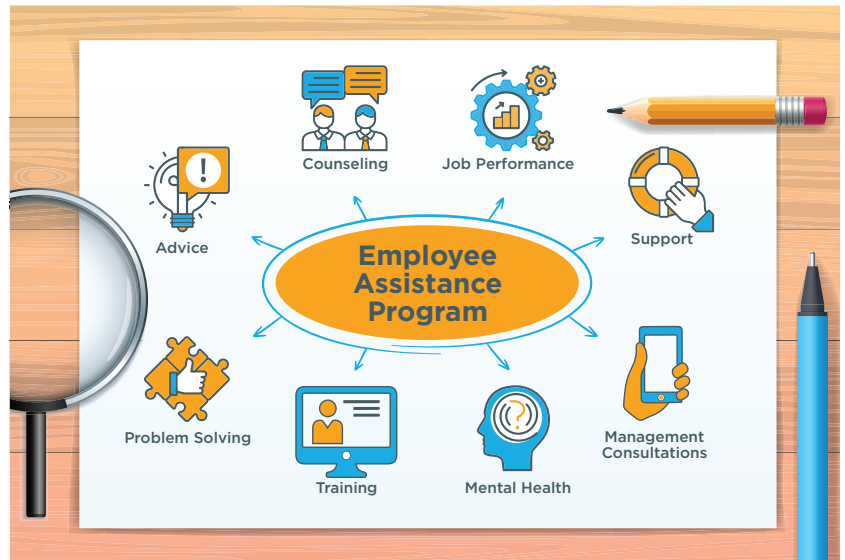 Counseling
Job Performance
Advice
Support
Employee
Assistance
Program
Problem Solving
Management
Consultations
Training
Mental Health